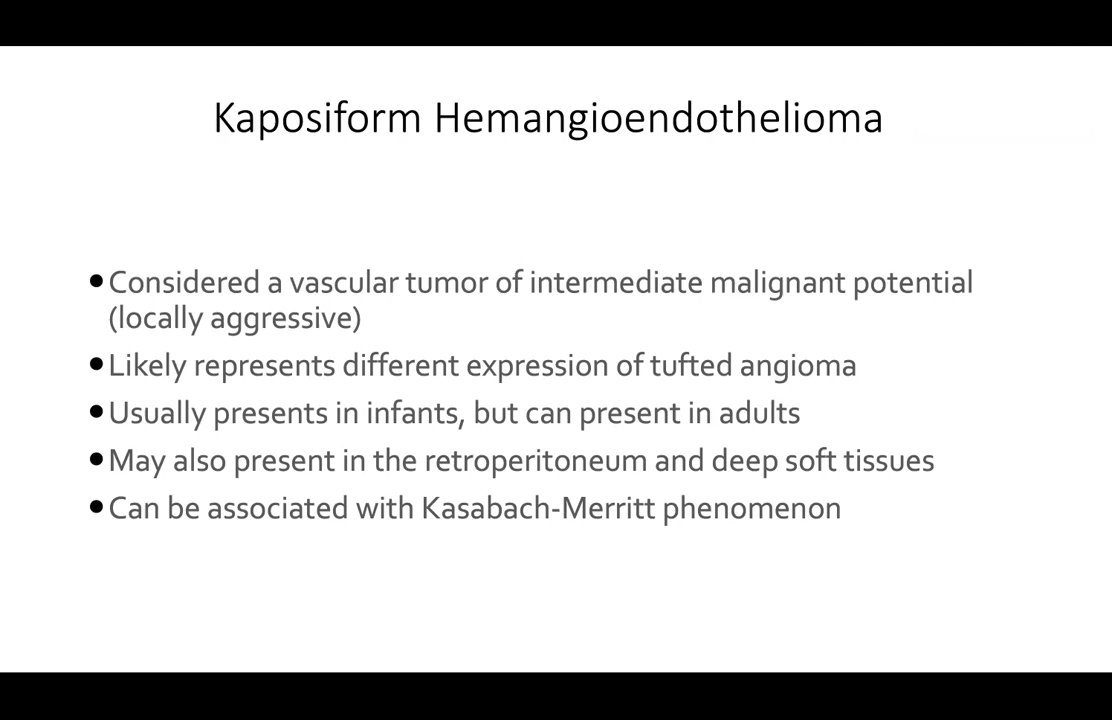 Kaposiform Hemangioendothelioma
•Considered a vascular tumor of intermediate malignant potential
(locally aggressive)
•Likely represents different expression of tufted angioma
•Usually presents in infants, but can present in adults
•May also present in the retroperitoneum and deep soft tissues
•Can be associated with Kasabach-Merritt phenomenon